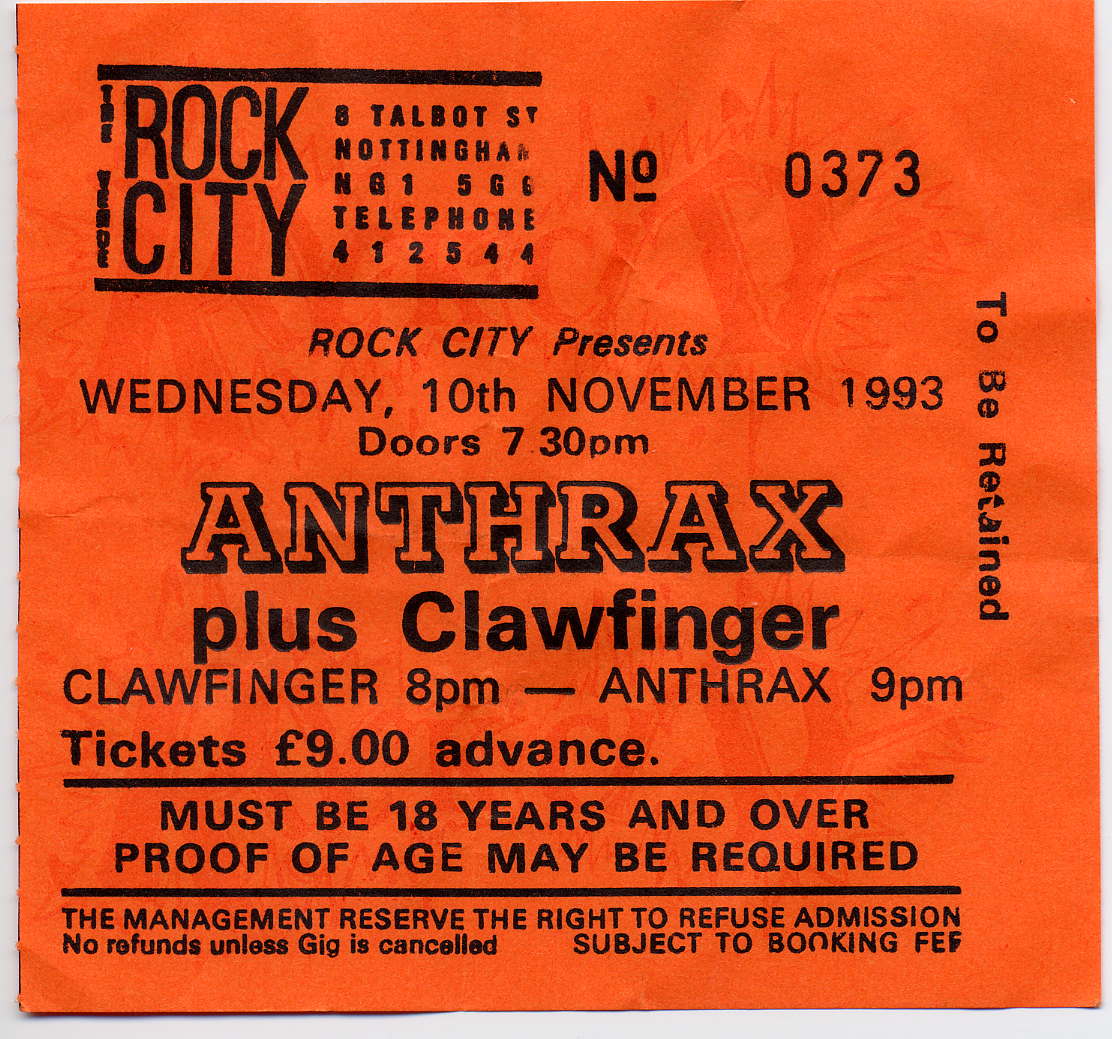 THE VENUE
ROCK
CITY
8 TALBOT ST
NOTTINGHAM
NG1 5GG
TELEPHONE
412544
Nº 0373
ROCK CITY Presents
WEDNESDAY, 10th NOVEMBER 1993
Doors 7.30pm
ANTHRAX
plus Clawfinger
CLAWFINGER 8pm — ANTHRAX 9pm
Tickets £9.00 advance.
MUST BE 18 YEARS AND OVER
PROOF OF AGE MAY BE REQUIRED
THE MANAGEMENT RESERVE THE RIGHT TO REFUSE ADMISSION
No refunds unless Gig is cancelled SUBJECT TO BOOKING FEE
To Be Retained